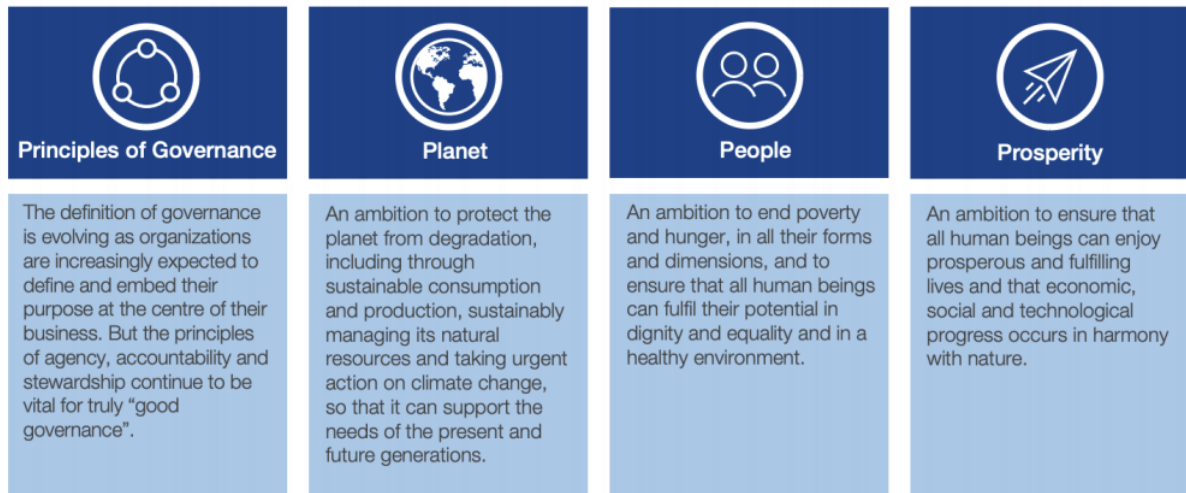 Principles of Governance
The definition of governance
is evolving as organizations
are increasingly expected to
define and embed their
purpose at the centre of their
business. But the principles
of agency, accountability and
stewardship continue to be
vital for truly “good
governance”.
Planet
An ambition to protect the
planet from degradation,
including through
sustainable consumption
and production, sustainably
managing its natural
resources and taking urgent
action on climate change,
so that it can support the
needs of the present and
future generations.
People
An ambition to end poverty
and hunger, in all their forms
and dimensions, and to
ensure that all human beings
can fulfil their potential in
dignity and equality and in a
healthy environment.
Prosperity
An ambition to ensure that
all human beings can enjoy
prosperous and fulfilling
lives and that economic,
social and technological
progress occurs in harmony
with nature.